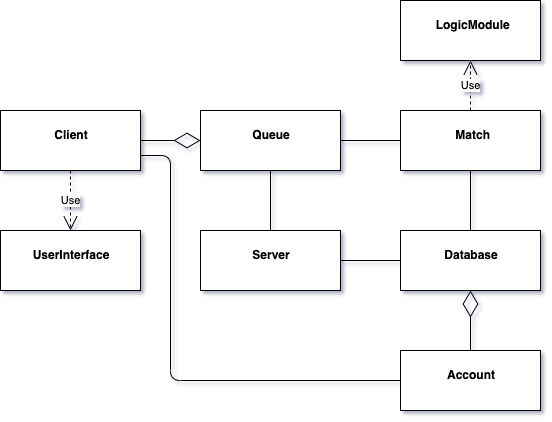 LogicModule
Use
Client
Queue
Match
Use
UserInterface
Server
Database
Account